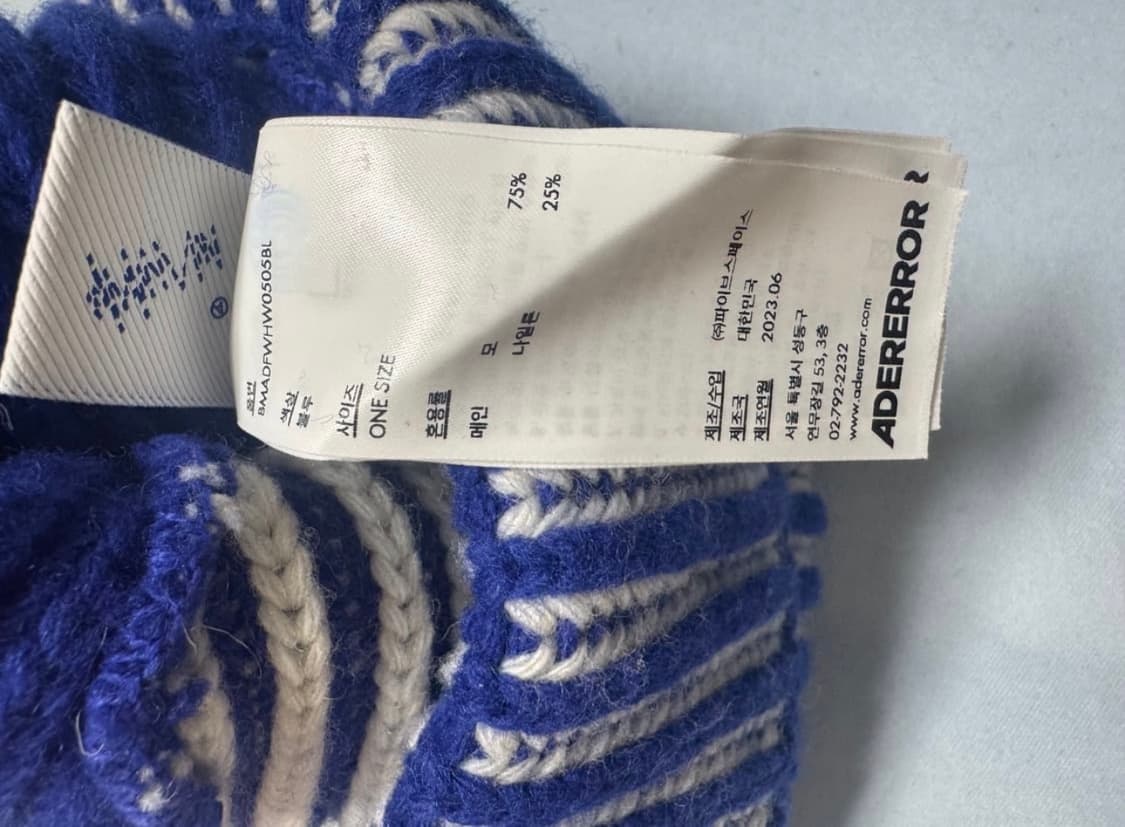 품번
BMADFWHW0505BL
색상
블루
사이즈
ONE SIZE
혼용률
메인 모 75%
나일론 25%
제조/수입 ㈜파이브스페이스
제조국 대한민국
제조연월 2023.06
서울 특별시 성동구
연무장길 53, 3층
02-792-2232
www.adererror.com
ADERERROR